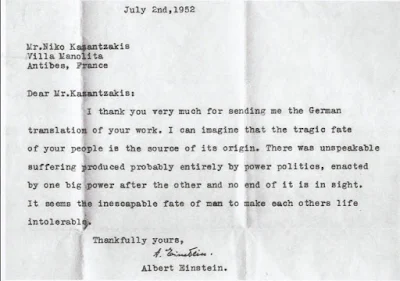 July 2nd,1952
Mr.Niko Kasantzakis
Villa Manolita
Antibes, France
Dear Mr.Kasantzakis:
I thank you very much for sending me the German
translation of your work. I can imagine that the tragic fate
of your people is the source of its origin. There was unspeakable
suffering produced probably entirely by power politics, enacted
by one big power after the other and no end of it is in sight.
It seems the inescapable fate of man to make each others life
intolerable.
Thankfully yours,
A. Einstein.
Albert Einstein.